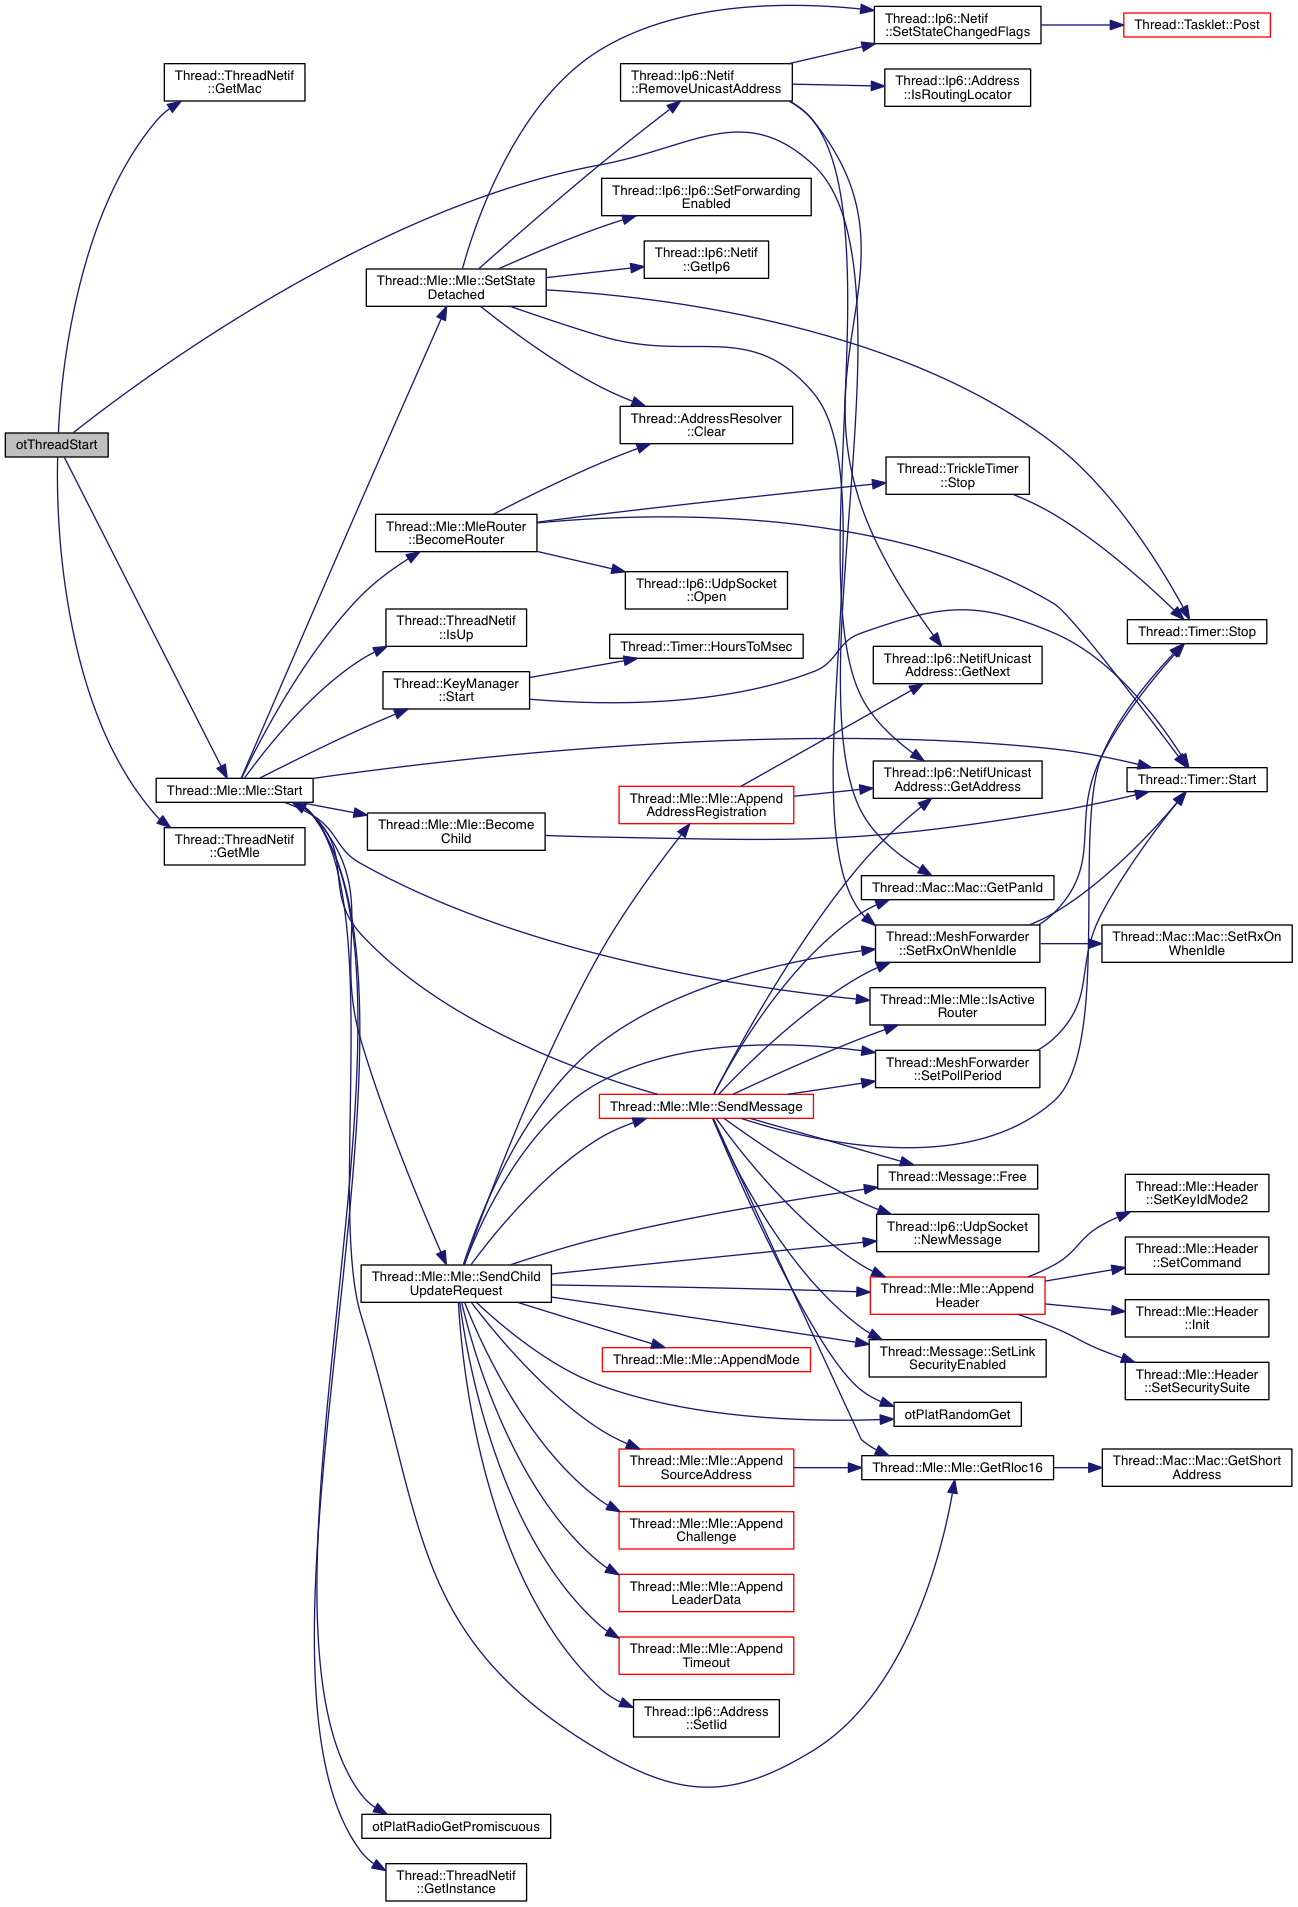 otThreadStart
Thread::ThreadNetif
::GetMac
Thread::Mle::Mle::Start
Thread::ThreadNetif
::GetMle
Thread::Mle::Mle::SetState
Detached
Thread::Mle::MleRouter
::BecomeRouter
Thread::ThreadNetif
::IsUp
Thread::KeyManager
::Start
Thread::Mle::Mle::Become
Child
Thread::Mle::Mle::SendChild
UpdateRequest
otPlatRadioGetPromiscuous
Thread::ThreadNetif
::GetInstance
Thread::Ip6::Netif
::RemoveUnicastAddress
Thread::Ip6::Ip6::SetForwarding
Enabled
Thread::Ip6::Netif
::GetIp6
Thread::AddressResolver
::Clear
Thread::Ip6::UdpSocket
::Open
Thread::Timer::HoursToMsec
Thread::Mle::Mle::Append
AddressRegistration
Thread::Mle::Mle::SendMessage
Thread::Mle::Mle::AppendMode
Thread::Mle::Mle::Append
SourceAddress
Thread::Mle::Mle::Append
Challenge
Thread::Mle::Mle::Append
LeaderData
Thread::Mle::Mle::Append
Timeout
Thread::Ip6::Address
::SetIid
Thread::Ip6::Netif
::SetStateChangedFlags
Thread::Ip6::Address
::IsRoutingLocator
Thread::TrickleTimer
::Stop
Thread::Ip6::NetifUnicast
Address::GetNext
Thread::Ip6::NetifUnicast
Address::GetAddress
Thread::Mac::Mac::GetPanId
Thread::MeshForwarder
::SetRxOnWhenIdle
Thread::Mle::Mle::IsActive
Router
Thread::MeshForwarder
::SetPollPeriod
Thread::Message::Free
Thread::Ip6::UdpSocket
::NewMessage
Thread::Mle::Mle::Append
Header
Thread::Message::SetLink
SecurityEnabled
otPlatRandomGet
Thread::Mle::Mle::GetRloc16
Thread::Tasklet::Post
Thread::Timer::Stop
Thread::Timer::Start
Thread::Mac::Mac::SetRxOn
WhenIdle
Thread::Mle::Header
::SetKeyIdMode2
Thread::Mle::Header
::SetCommand
Thread::Mle::Header
::Init
Thread::Mle::Header
::SetSecuritySuite
Thread::Mac::Mac::GetShort
Address